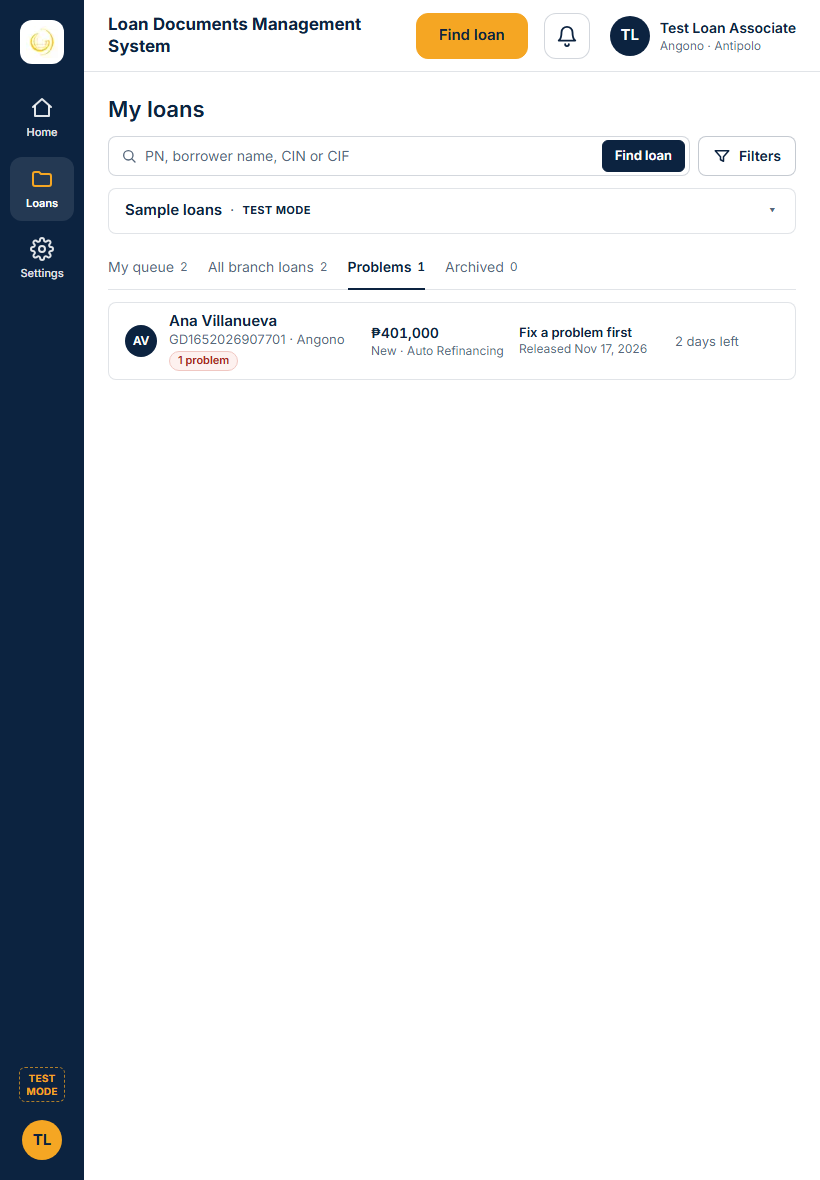 Loan Documents Management
System
Find loan
TL
Test Loan Associate
Angono · Antipolo
Home
Loans
Settings
TEST
MODE
TL
My loans
PN, borrower name, CIN or CIF
Find loan
Filters
Sample loans · TEST MODE
My queue 2
All branch loans 2
Problems 1
Archived 0
AV
Ana Villanueva
GD1652026907701 · Angono
1 problem
₱401,000
New · Auto Refinancing
Fix a problem first
Released Nov 17, 2026
2 days left